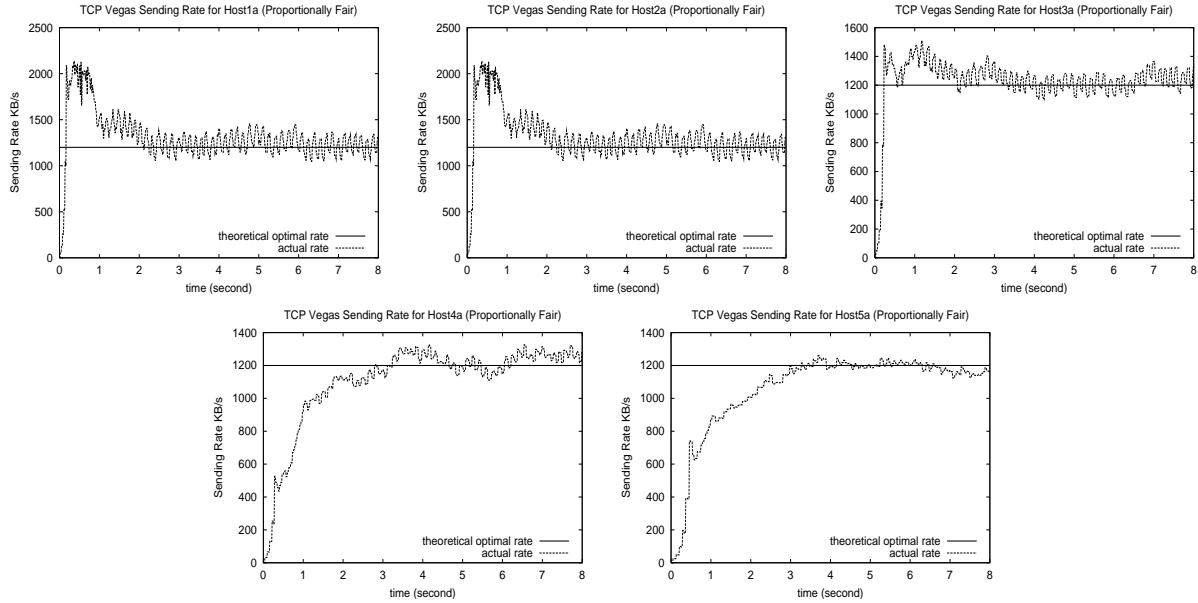 TCP Vegas Sending Rate for Host1a (Proportionally Fair)
2500
2000
1500
1000
500
0
Sending Rate KB/s
theoretical optimal rate
actual rate
0 1 2 3 4 5 6 7 8
time (second)
TCP Vegas Sending Rate for Host2a (Proportionally Fair)
2500
2000
1500
1000
500
0
Sending Rate KB/s
theoretical optimal rate
actual rate
0 1 2 3 4 5 6 7 8
time (second)
TCP Vegas Sending Rate for Host3a (Proportionally Fair)
1600
1400
1200
1000
800
600
400
200
0
Sending Rate KB/s
theoretical optimal rate
actual rate
0 1 2 3 4 5 6 7 8
time (second)
TCP Vegas Sending Rate for Host4a (Proportionally Fair)
1400
1200
1000
800
600
400
200
0
Sending Rate KB/s
theoretical optimal rate
actual rate
0 1 2 3 4 5 6 7 8
time (second)
TCP Vegas Sending Rate for Host5a (Proportionally Fair)
1400
1200
1000
800
600
400
200
0
Sending Rate KB/s
theoretical optimal rate
actual rate
0 1 2 3 4 5 6 7 8
time (second)